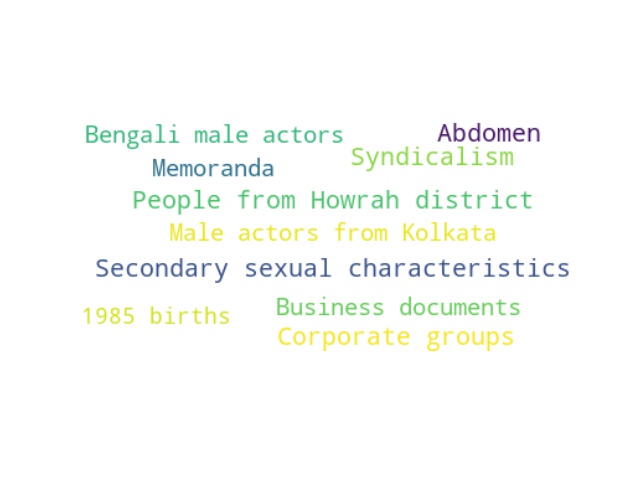 Bengali male actors
Abdomen
Syndicalism
Memoranda
People from Howrah district
Male actors from Kolkata
Secondary sexual characteristics
Business documents
1985 births
Corporate groups